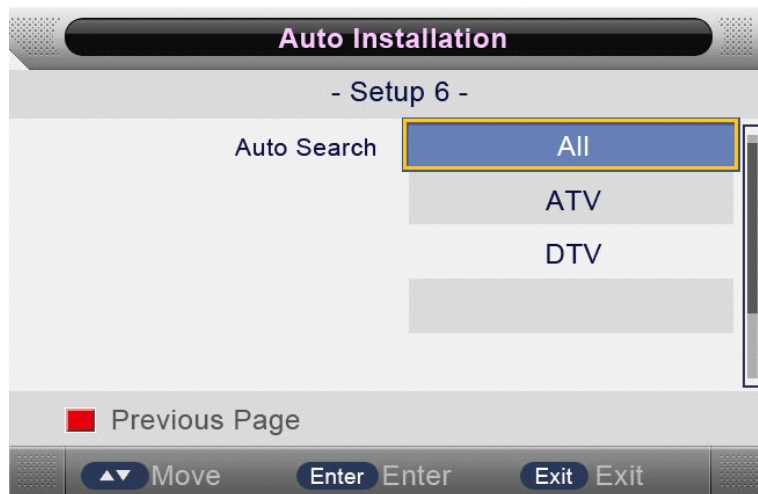 Auto Installation
- Setup 6 -
Auto Search All
ATV
DTV
Previous Page
▲▼ Move Enter Enter Exit Exit